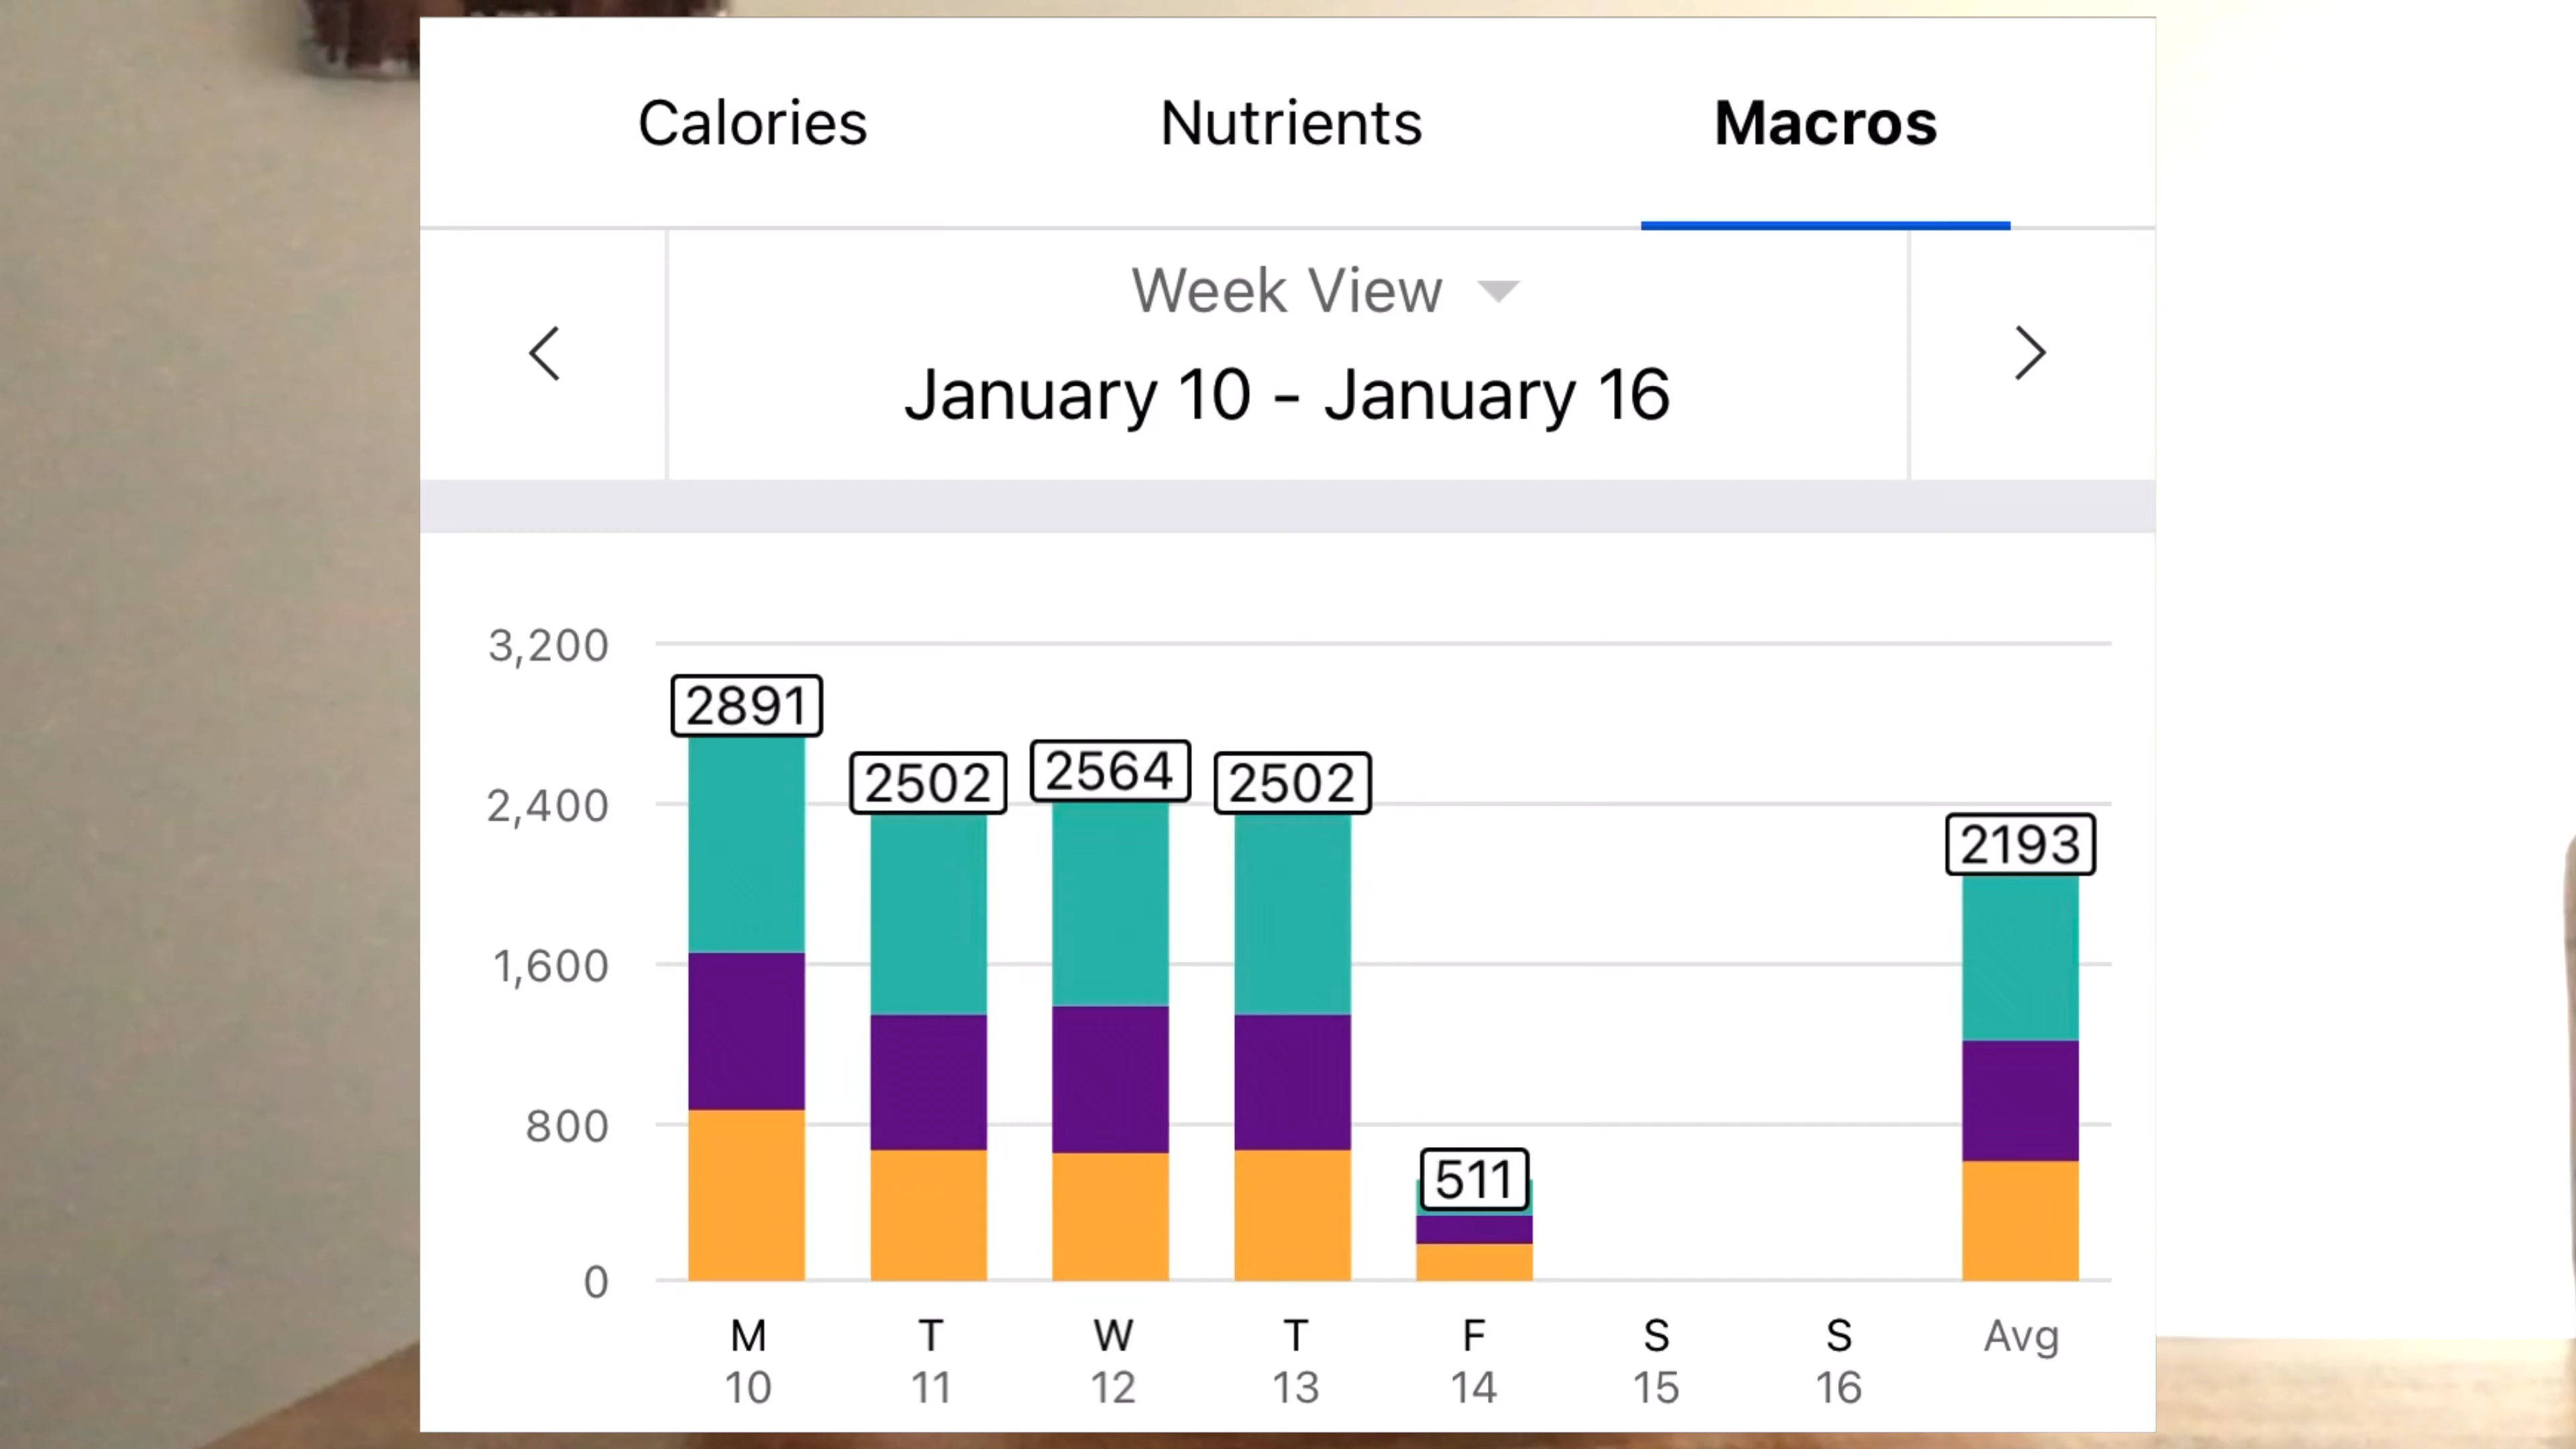 Calories Nutrients Macros
Week View
January 10 - January 16
3,200
2891
2502 2564 2502
2,400
2193
1,600
800
511
0
M T W T F S S Avg
10 11 12 13 14 15 16